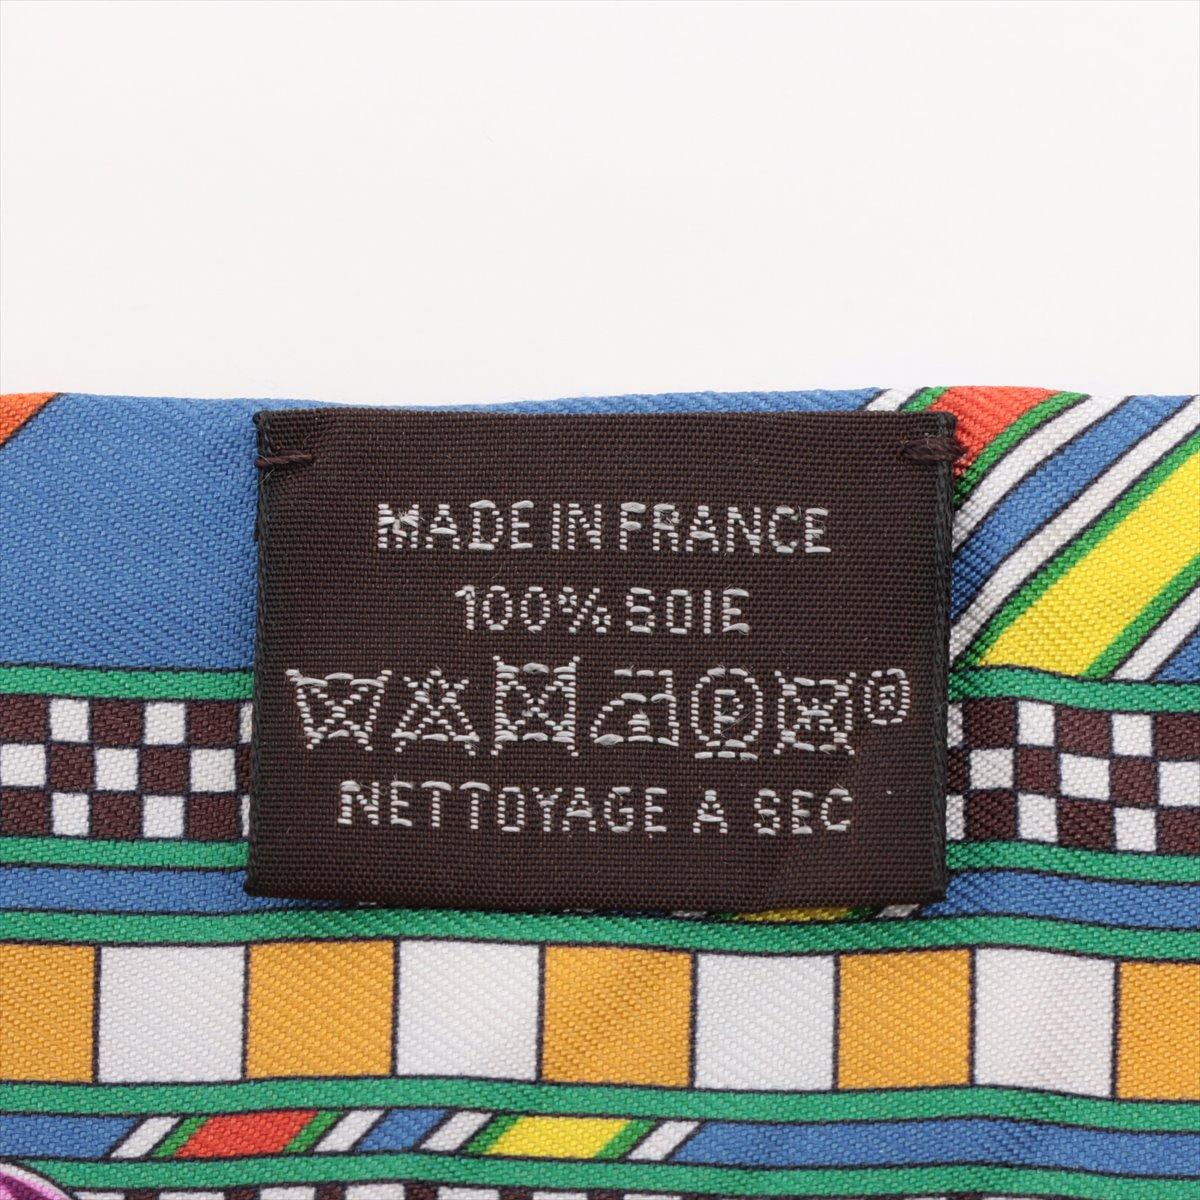 MADE IN FRANCE
100% SOIE
P ®
NETTOYAGE A SEC